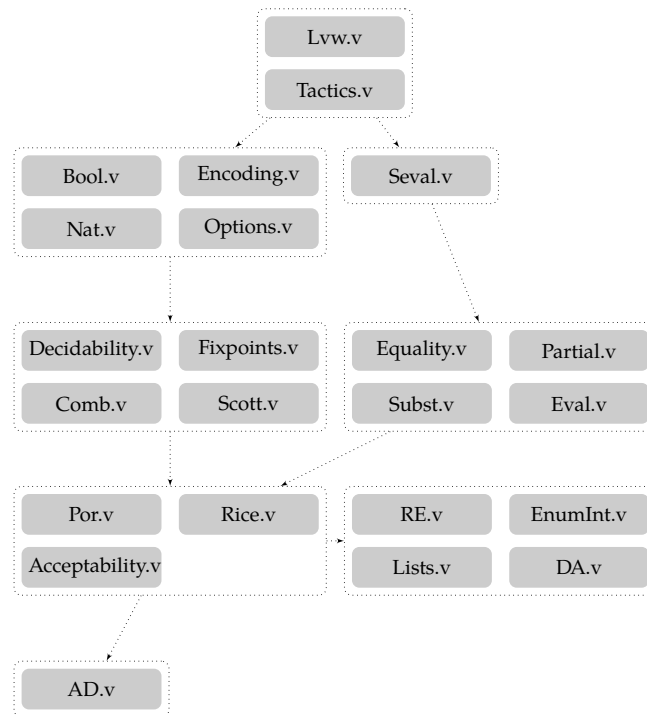 Lvw.v
Tactics.v
Bool.v
Encoding.v
Nat.v
Options.v
Seval.v
Decidability.v
Fixpoints.v
Comb.v
Scott.v
Equality.v
Partial.v
Subst.v
Eval.v
Por.v
Rice.v
Acceptability.v
RE.v
EnumInt.v
Lists.v
DA.v
AD.v